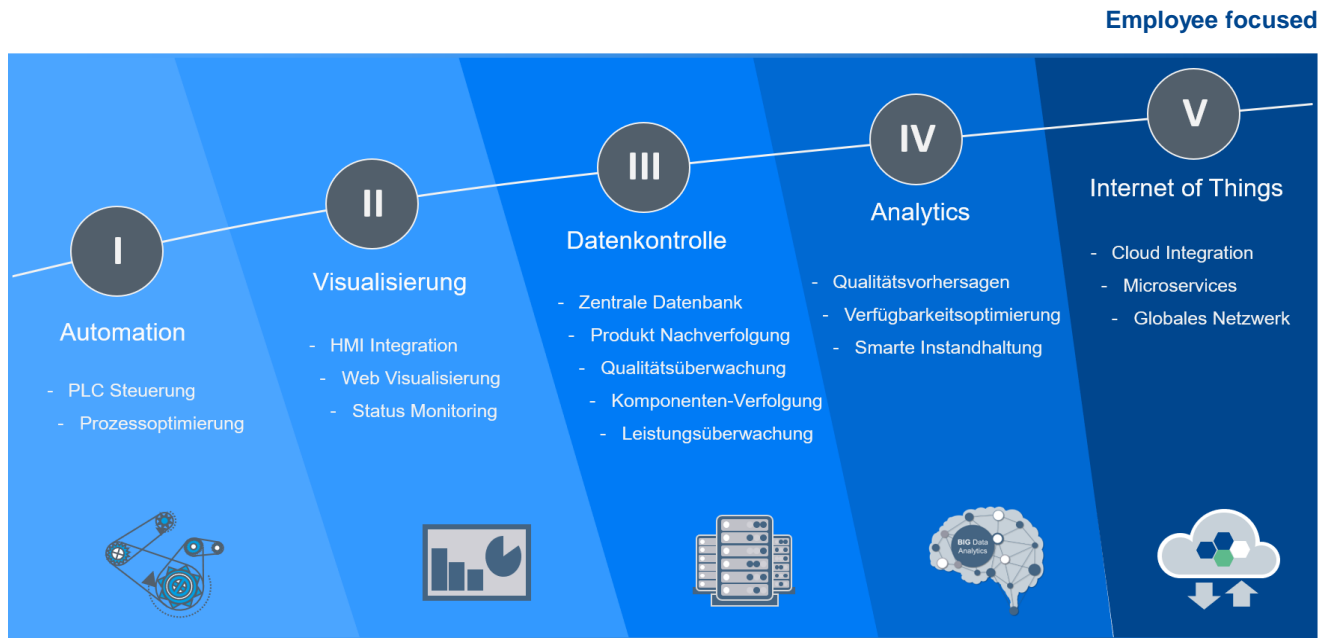 Employee focused
I
Automation
- PLC Steuerung
- Prozessoptimierung
II
Visualisierung
- HMI Integration
- Web Visualisierung
- Status Monitoring
III
Datenkontrolle
- Zentrale Datenbank
- Produkt Nachverfolgung
- Qualitätsüberwachung
- Komponenten-Verfolgung
- Leistungsüberwachung
IV
Analytics
- Qualitätsvorhersagen
- Verfügbarkeitsoptimierung
- Smarte Instandhaltung
BIG Data
Analytics
V
Internet of Things
- Cloud Integration
- Microservices
- Globales Netzwerk